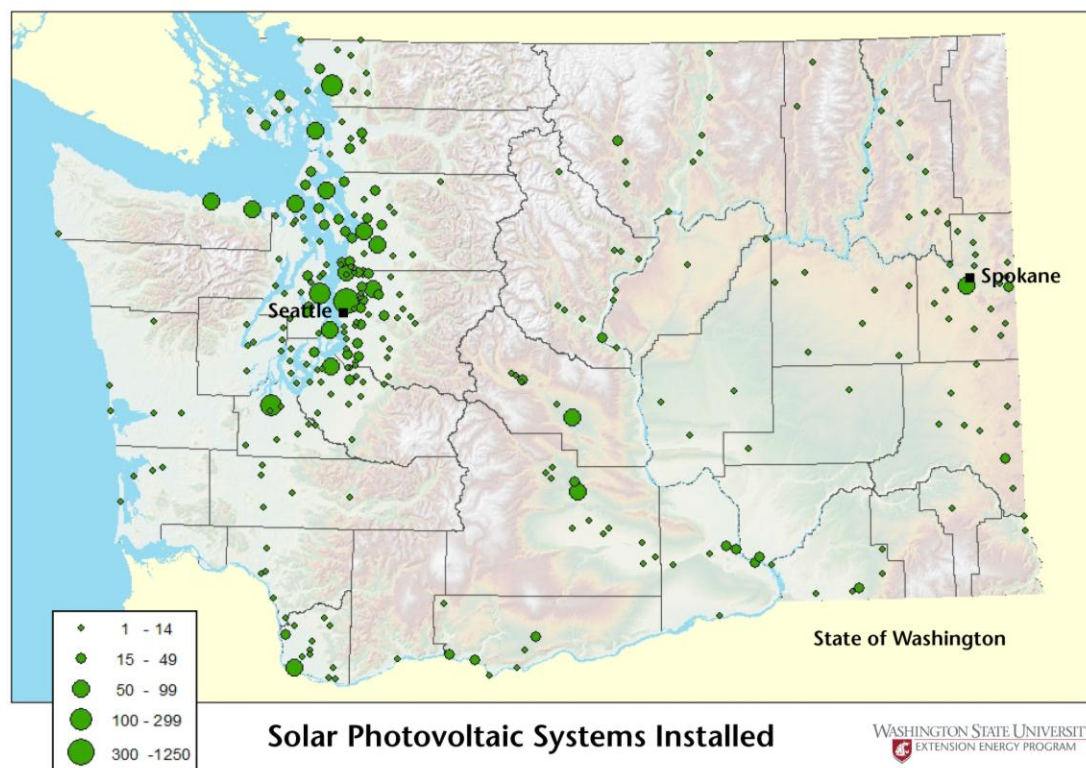 Spokane
Seattle
State of Washington
1 - 14
15 - 49
50 - 99
100 - 299
300 -1250
Solar Photovoltaic Systems Installed
WASHINGTON STATE UNIVERSITY
EXTENSION ENERGY PROGRAM